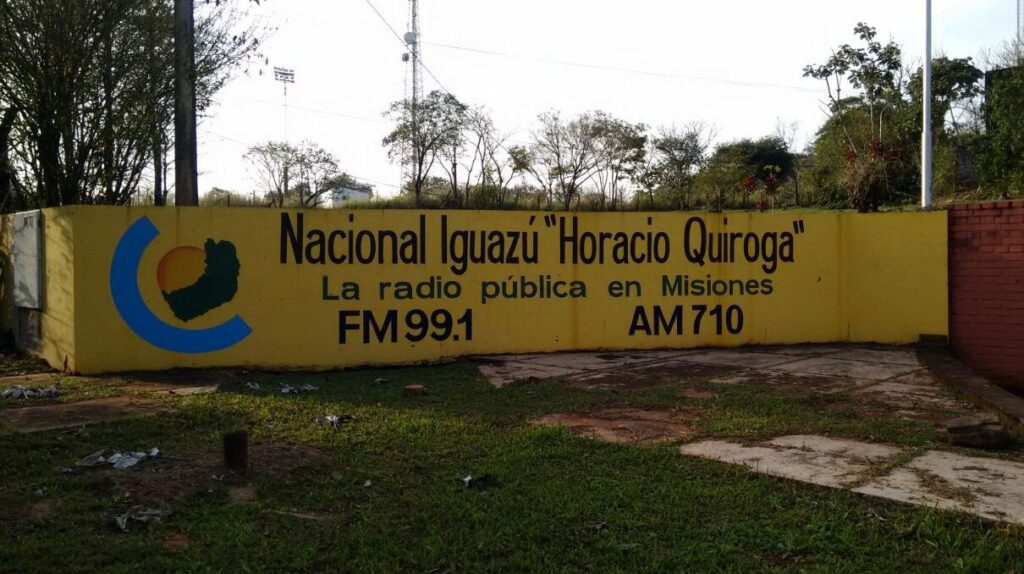 Nacional Iguazú "Horacio Quiroga"
La radio pública en Misiones
FM 99.1 AM 710